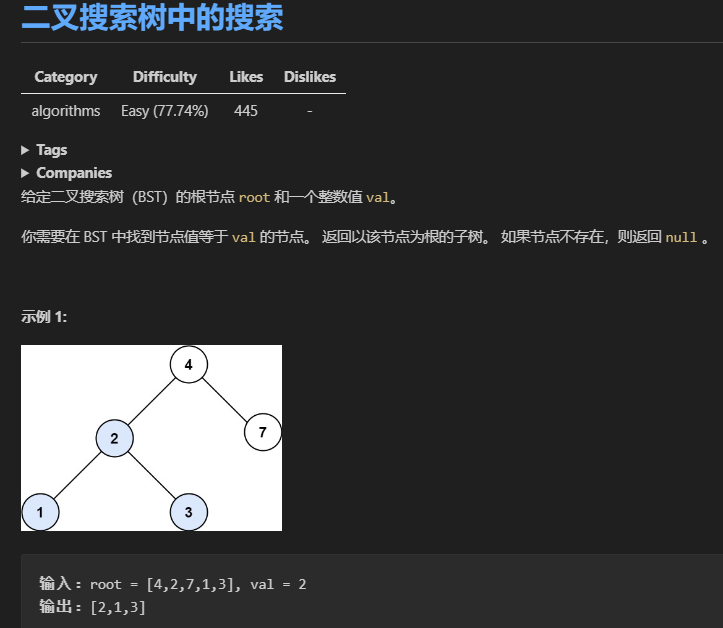 二叉搜索树中的搜索
Category Difficulty Likes Dislikes
algorithms Easy (77.74%) 445 -
▶ Tags
▶ Companies
给定二叉搜索树（BST）的根节点 root 和一个整数值 val。
你需要在 BST 中找到节点值等于 val 的节点。 返回以该节点为根的子树。 如果节点不存在，则返回 null 。
示例 1:
4
2
7
1
3
输入：root = [4,2,7,1,3], val = 2
输出：[2,1,3]